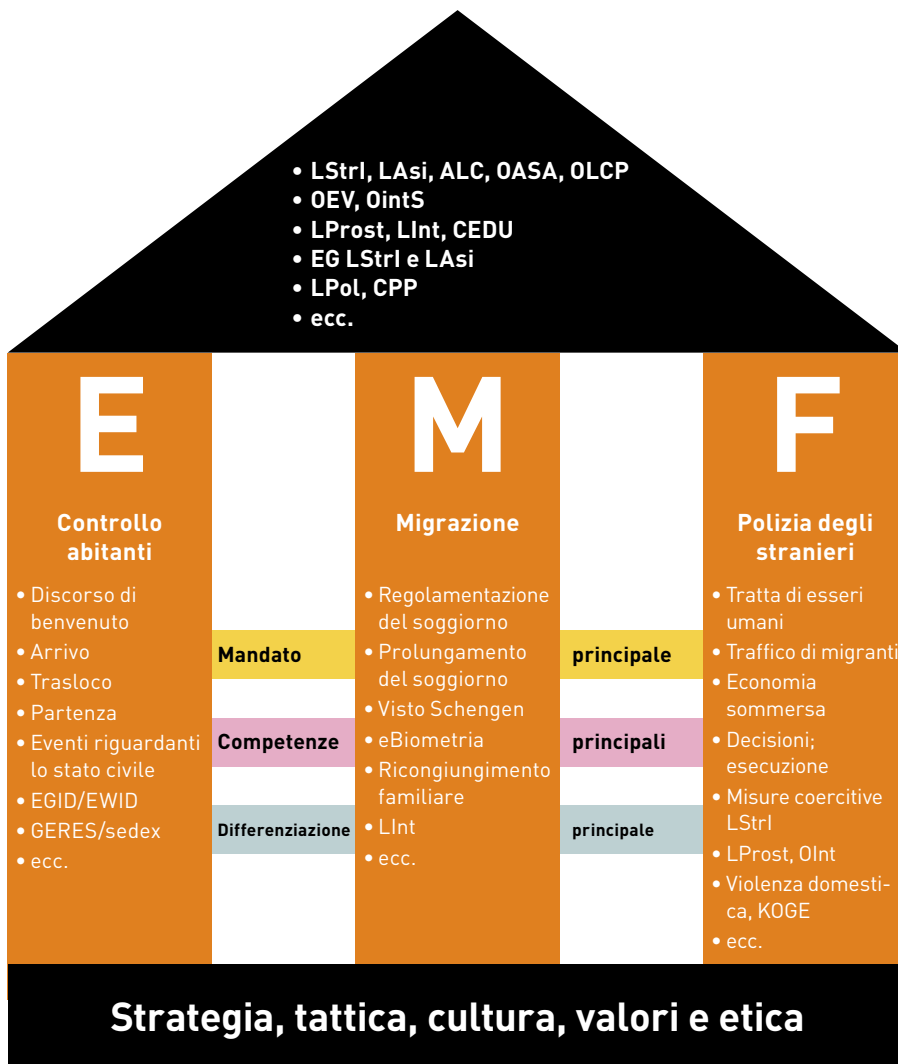 • LStrI, LAsi, ALC, OASA, OLCP
• OEV, OintS
• LProst, LInt, CEDU
• EG LStrI e LAsi
• LPol, CPP
• ecc.
E
Controllo
abitanti
• Discorso di
benvenuto
• Arrivo
• Trasloco
• Partenza
• Eventi riguardanti
lo stato civile
• EGID/EWID
• GERES/sedex
• ecc.
Mandato
Competenze
Differenziazione
M
Migrazione
• Regolamentazione
del soggiorno
• Prolungamento
del soggiorno
• Visto Schengen
• eBiometria
• Ricongiungimento
familiare
• LInt
• ecc.
principale
principali
principale
F
Polizia degli
stranieri
• Tratta di esseri
umani
• Traffico di migranti
• Economia
sommersa
• Decisioni;
esecuzione
• Misure coercitive
LStrI
• LProst, OInt
• Violenza domesti-
ca, KOGE
• ecc.
Strategia, tattica, cultura, valori e etica